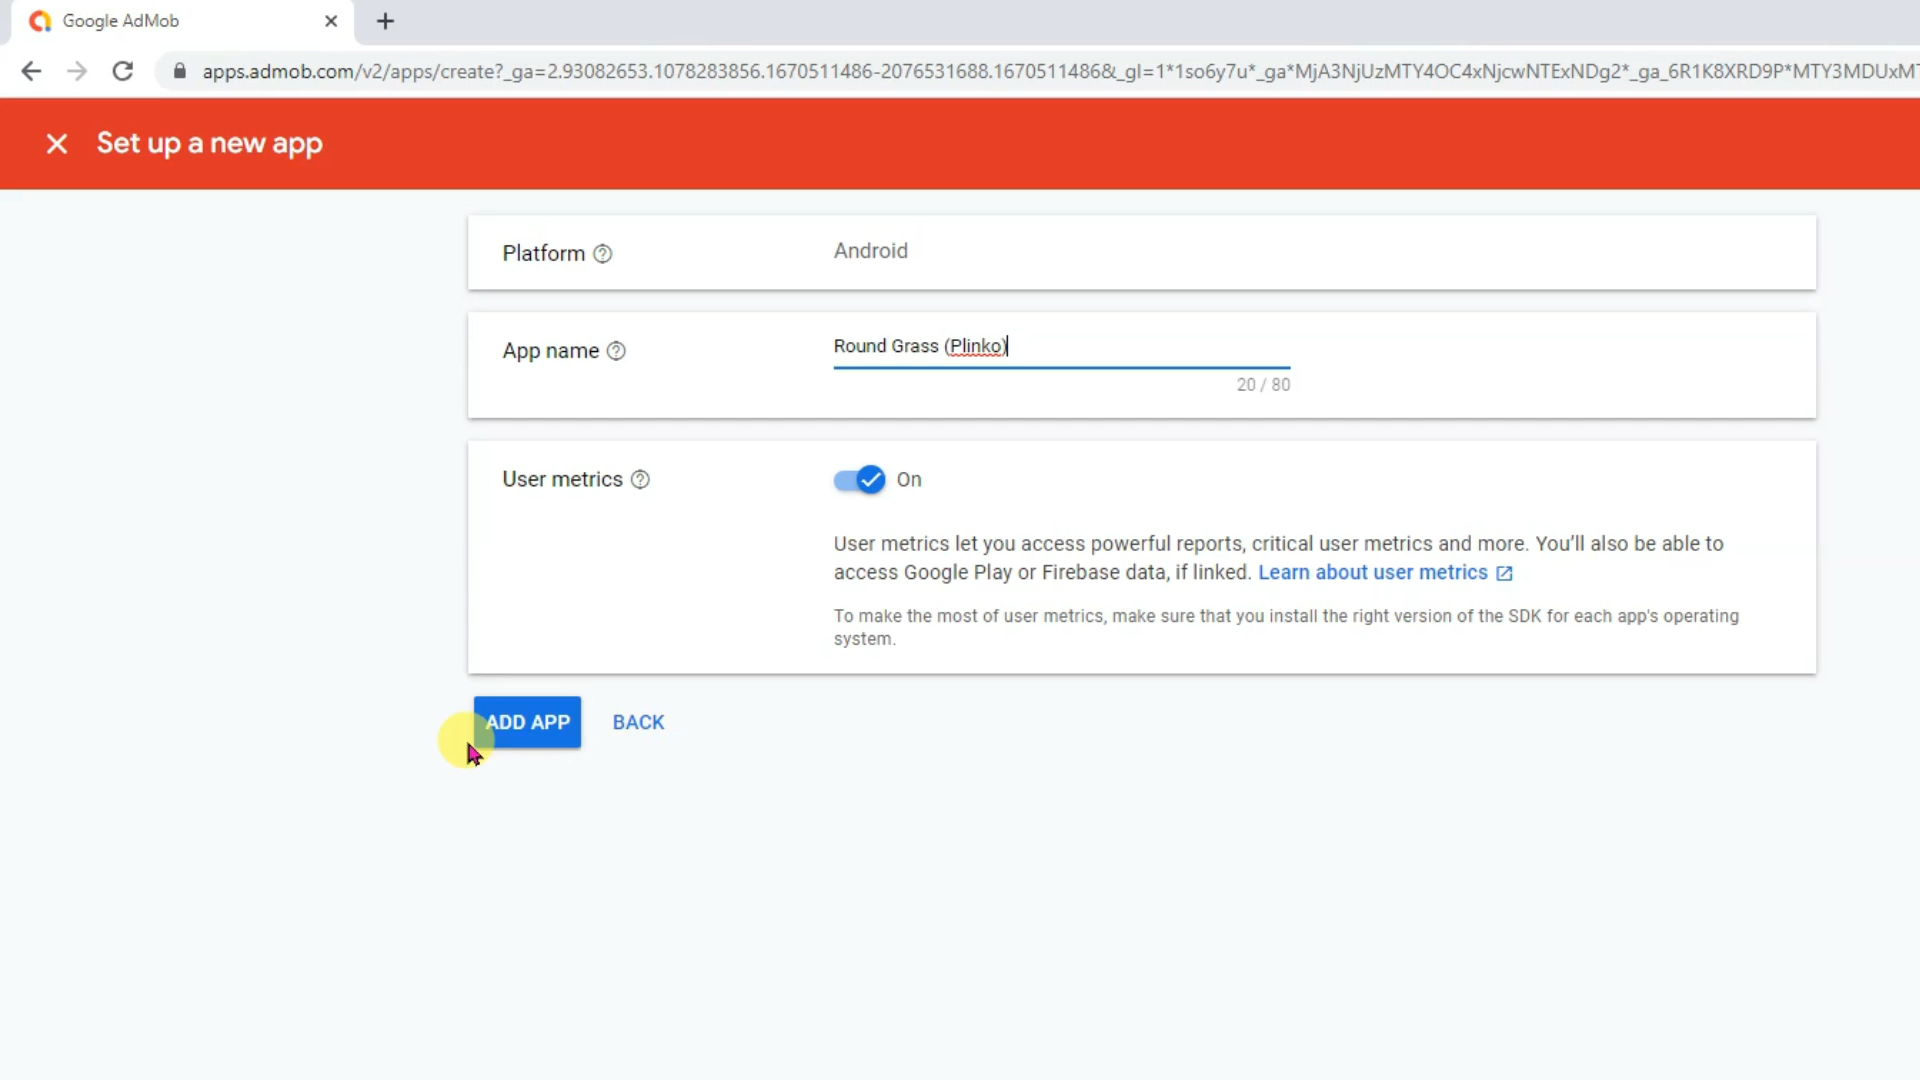 Google AdMob
apps.admob.com/v2/apps/create?_ga=2.93082653.1078283856.1670511486-2076531688.1670511486&_gl=1*1so6y7u*_ga*MjA3NjUzMTY4OC4xNjcwNTExNDg2*_ga_6R1K8XRD9P*MTY3MDUxMT
Set up a new app
Platform
Android
App name
Round Grass (Plinko)
20 / 80
User metrics
On
User metrics let you access powerful reports, critical user metrics and more. You'll also be able to
access Google Play or Firebase data, if linked. Learn about user metrics
To make the most of user metrics, make sure that you install the right version of the SDK for each app's operating
system.
ADD APP
BACK